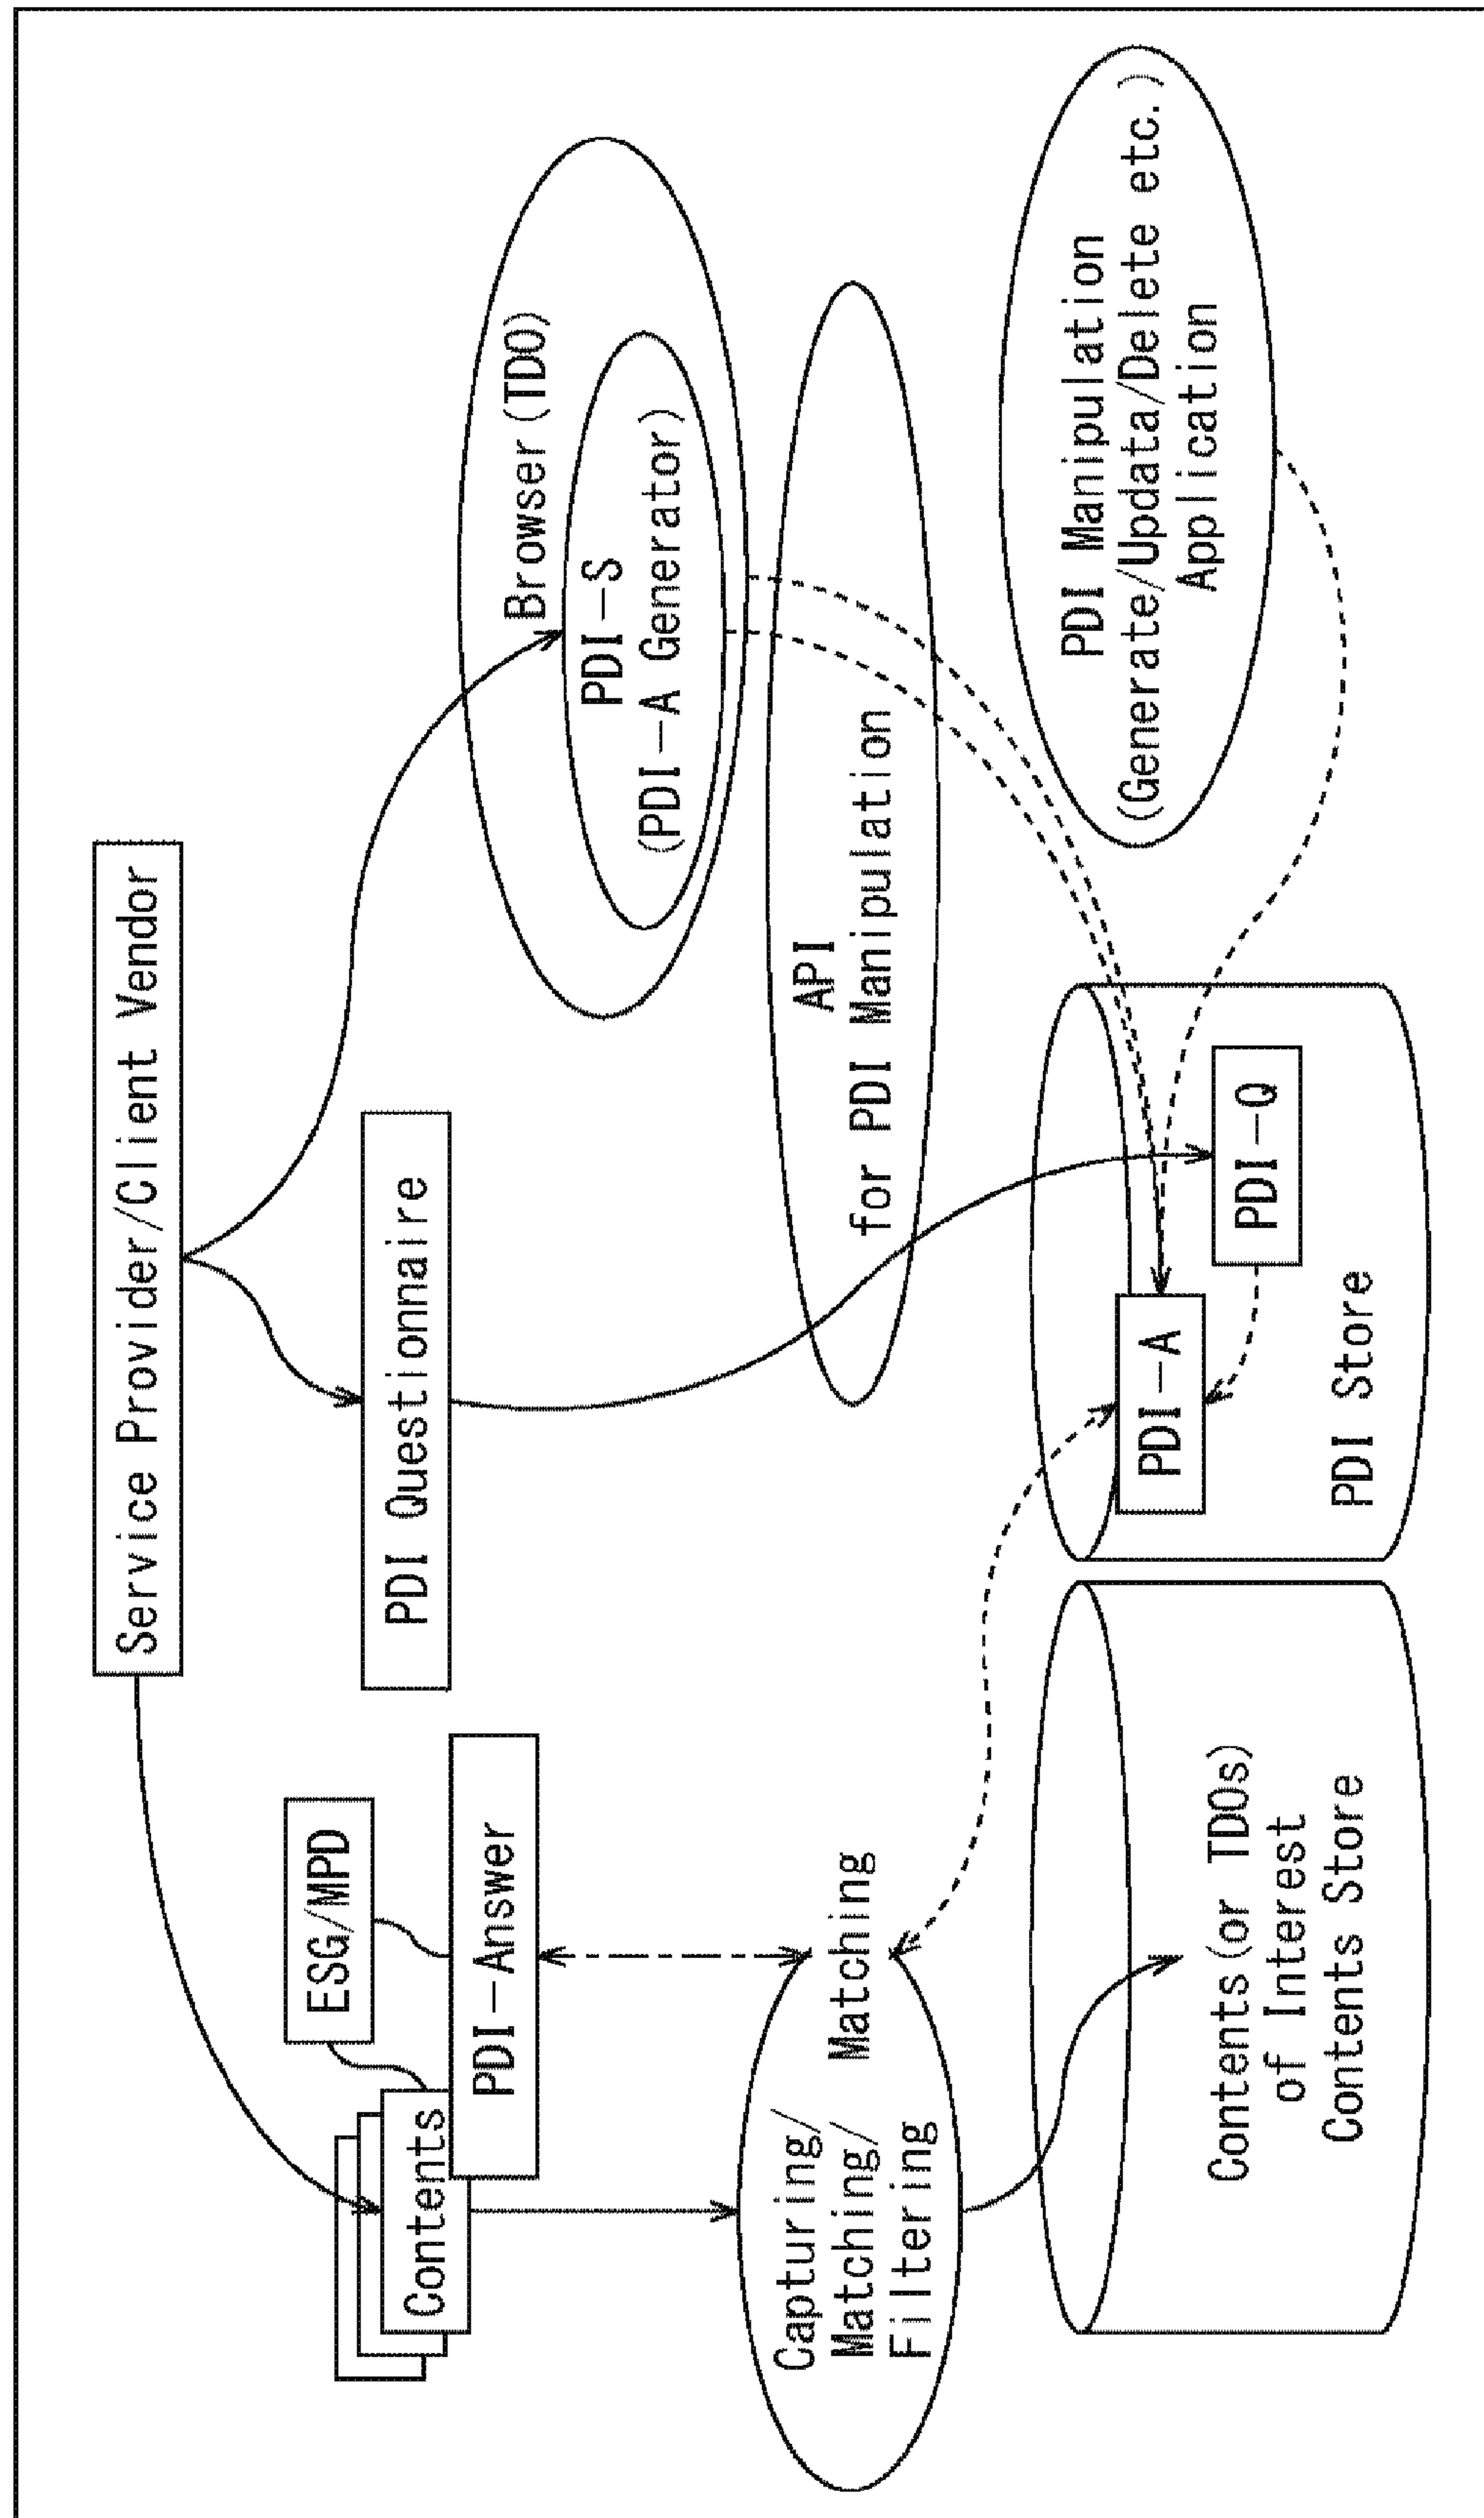 Service Provider/Client Vendor
ESG/MPD
Contents
PDI-Answer
PDI Questionnaire
Browser(TDO)
PDI-S
(PDI-A Generator)
Capturing/
Matching/
Filtering
Matching
API
for PDI Manipulation
PDI Manipulation
(Generate/Updata/Delete etc.)
Application
PDI-A
PDI-Q
PDI Store
Contents(or TDOs)
of Interest
Contents Store